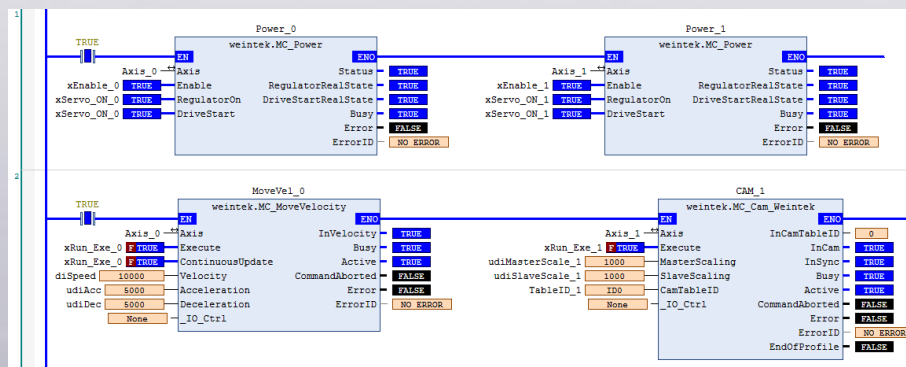 1
Power_0 Power_1
TRUE weintek.MC_Power weintek.MC_Power
EN ENO EN ENO
Axis_0 Axis Status TRUE Axis_1 Axis Status TRUE
xEnable_0 TRUE Enable RegulatorRealState TRUE xEnable_1 TRUE Enable RegulatorRealState TRUE
xServo_ON_0 TRUE RegulatorOn DriveStartRealState TRUE xServo_ON_1 TRUE RegulatorOn DriveStartRealState TRUE
xServo_ON_0 TRUE DriveStart Busy TRUE xServo_ON_1 TRUE DriveStart Busy TRUE
Error FALSE Error FALSE
ErrorID NO ERROR ErrorID NO ERROR
2
MoveVel_0 CAM_1
TRUE weintek.MC_MoveVelocity weintek.MC_Cam_Weintek
EN ENO EN ENO
Axis_0 Axis InVelocity TRUE Axis_1 Axis InCamTableID 0
xRun_Exe_0 F TRUE Execute Busy TRUE xRun_Exe_1 F TRUE Execute InCam TRUE
xRun_Exe_0 F TRUE ContinuousUpdate Active TRUE udiMasterScale_1 1000 MasterScaling InSync TRUE
diSpeed 10000 Velocity CommandAborted FALSE udiSlaveScale_1 1000 SlaveScaling Busy TRUE
udiAcc 5000 Acceleration Error FALSE TableID_1 ID0 CamTableID Active TRUE
udiDec 5000 Deceleration ErrorID NO ERROR None _IO_Ctrl CommandAborted FALSE
None _IO_Ctrl Error FALSE
ErrorID NO ERROR
EndOfProfile FALSE